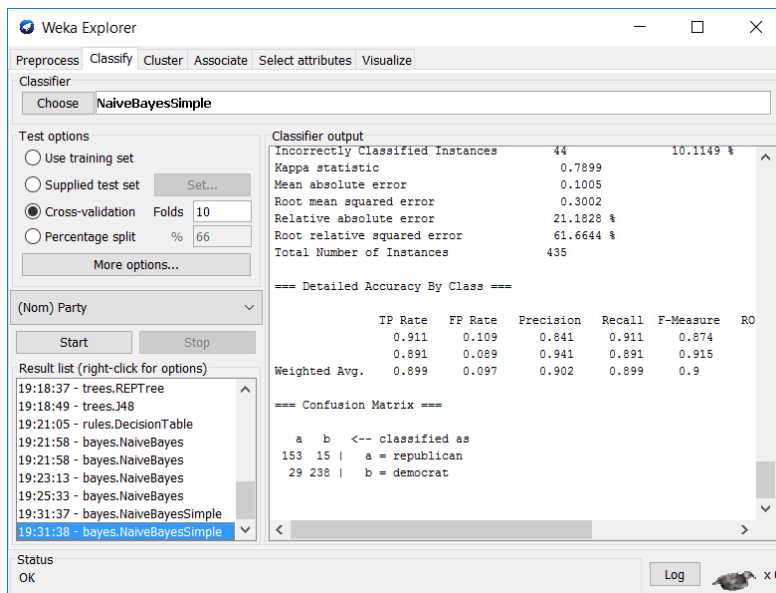 Weka Explorer
Preprocess Classify Cluster Associate Select attributes Visualize
Classifier
Choose NaiveBayesSimple
Test options
Use training set
Supplied test set Set...
Cross-validation Folds 10
Percentage split % 66
More options...
(Nom) Party
Start Stop
Result list (right-click for options)
19:18:37 - trees.REPTree
19:18:49 - trees.J48
19:21:05 - rules.DecisionTable
19:21:58 - bayes.NaiveBayes
19:21:58 - bayes.NaiveBayes
19:23:13 - bayes.NaiveBayes
19:25:33 - bayes.NaiveBayes
19:31:37 - bayes.NaiveBayesSimple
19:31:38 - bayes.NaiveBayesSimple
Classifier output
Incorrectly Classified Instances 44 10.1149 %
Kappa statistic 0.7899
Mean absolute error 0.1005
Root mean squared error 0.3002
Relative absolute error 21.1828 %
Root relative squared error 61.6644 %
Total Number of Instances 435
=== Detailed Accuracy By Class ===
TP Rate FP Rate Precision Recall F-Measure RO
0.911 0.109 0.841 0.911 0.874
0.891 0.089 0.941 0.891 0.915
Weighted Avg. 0.899 0.097 0.902 0.899 0.9
=== Confusion Matrix ===
a b <-- classified as
153 15 | a = republican
29 238 | b = democrat
Status
OK
Log x